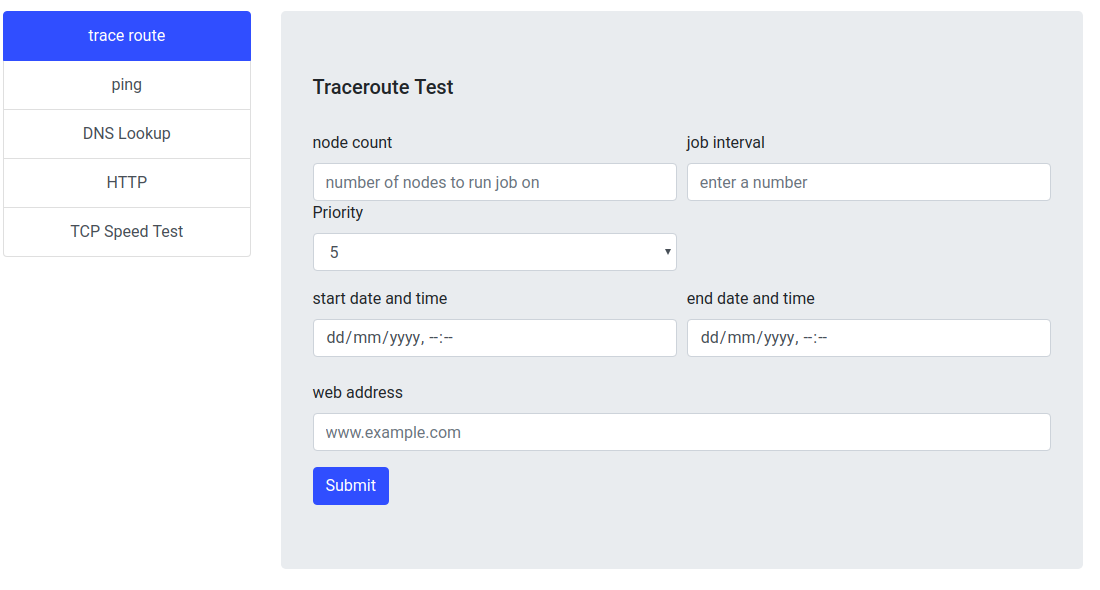 trace route
ping
DNS Lookup
HTTP
TCP Speed Test
Traceroute Test
node count
job interval
number of nodes to run job on
enter a number
Priority
5
start date and time
end date and time
dd/mm/yyyy, --:--
dd/mm/yyyy, --:--
web address
www.example.com
Submit